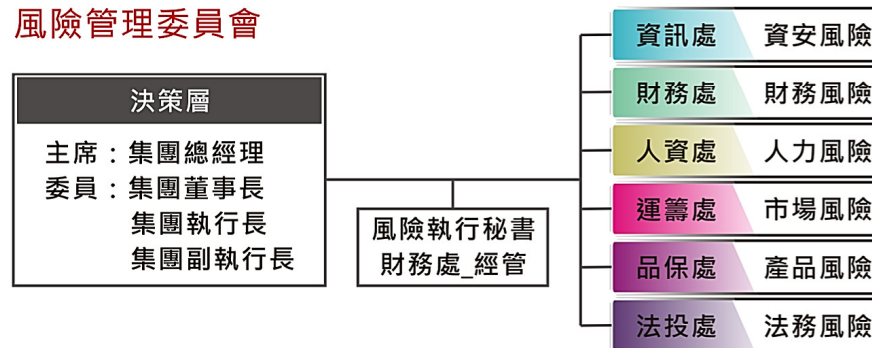 風險管理委員會
決策層
主席：集團總經理
委員：集團董事長
集團執行長
集團副執行長
風險執行秘書
財務處_經管
資訊處 資安風險
財務處 財務風險
人資處 人力風險
運籌處 市場風險
品保處 產品風險
法投處 法務風險